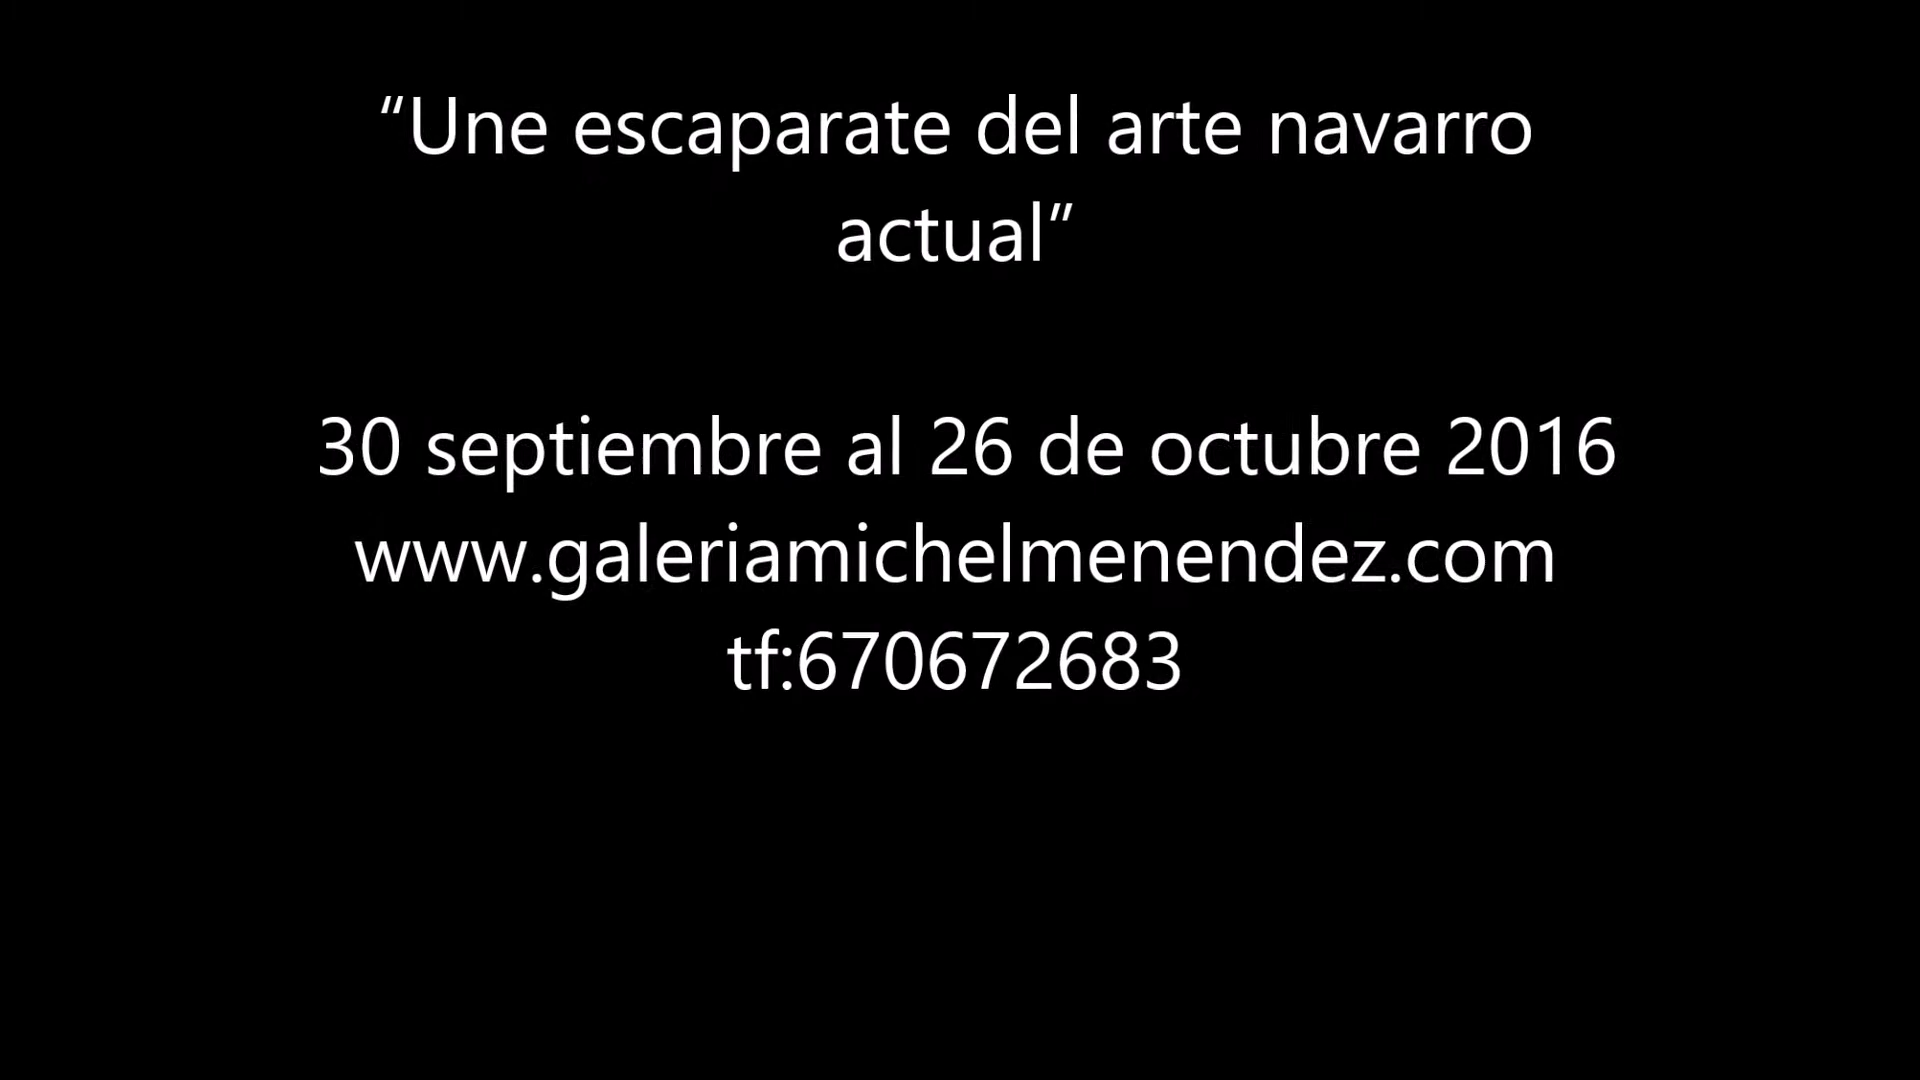 “Une escaparate del arte navarro
actual”
30 septiembre al 26 de octubre 2016
www.galeriamichelmenendez.com
tf:670672683